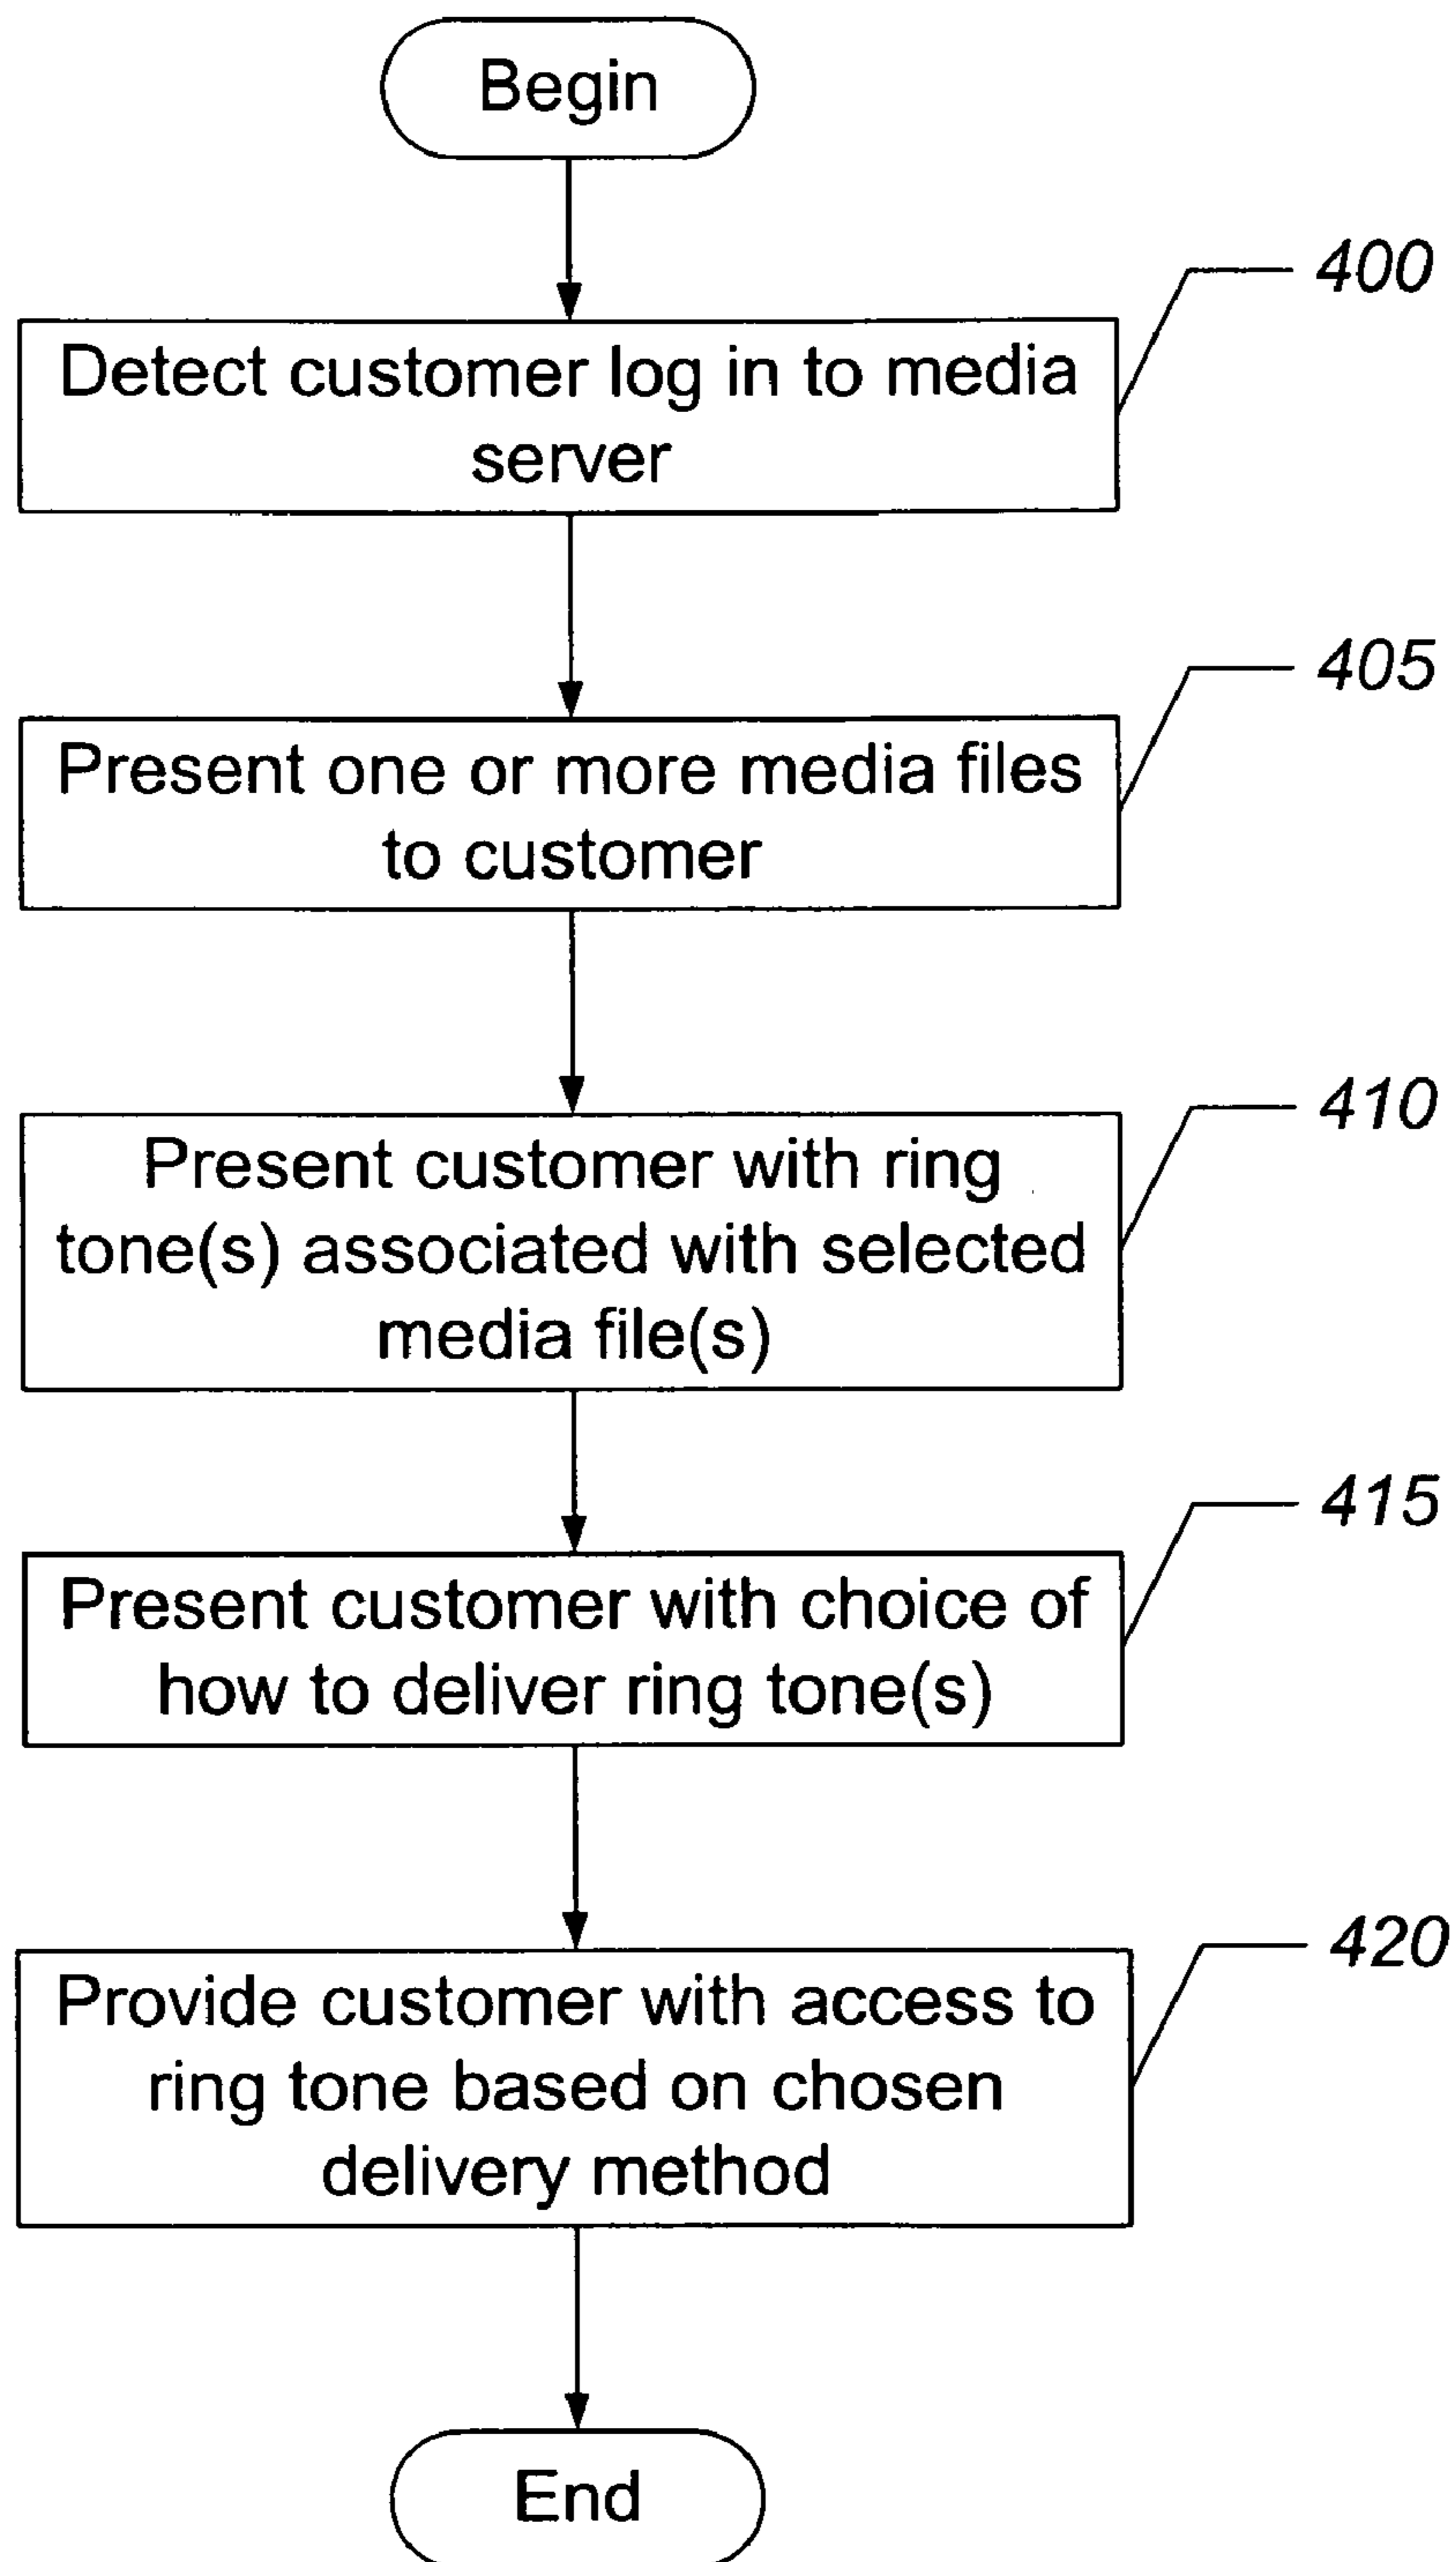 Begin
400
Detect customer log in to media
server
405
Present one or more media files
to customer
410
Present customer with ring
tone(s) associated with selected
media file(s)
415
Present customer with choice of
how to deliver ring tone(s)
420
Provide customer with access to
ring tone based on chosen
delivery method
End